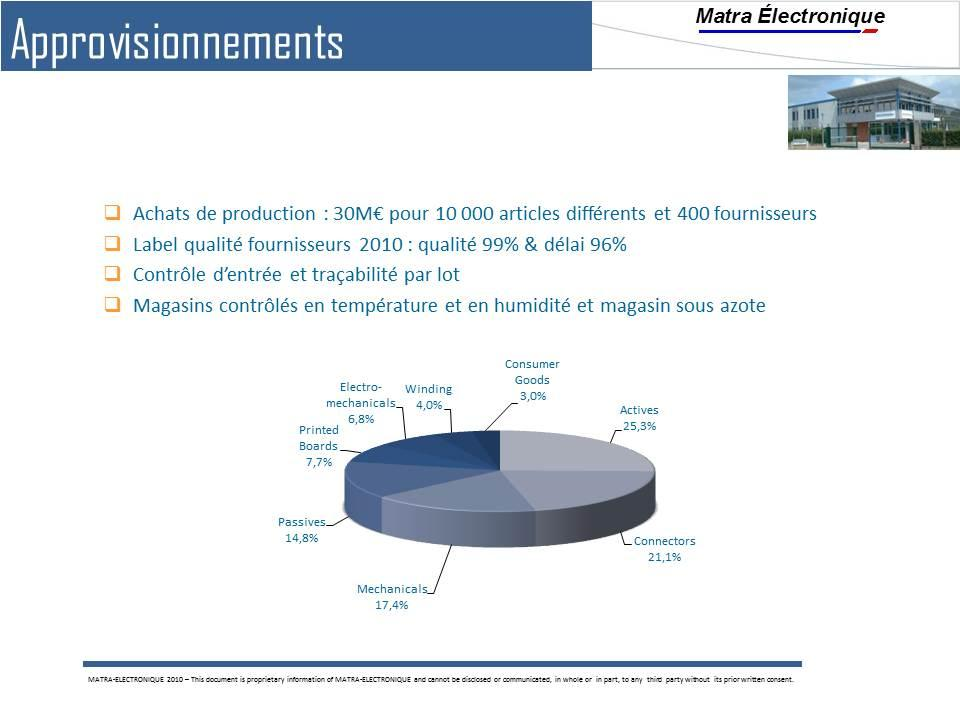 Approvisionnements
Matra Électronique
Achats de production : 30M€ pour 10 000 articles différents et 400 fournisseurs
Label qualité fournisseurs 2010 : qualité 99% & délai 96%
Contrôle d’entrée et traçabilité par lot
Magasins contrôlés en température et en humidité et magasin sous azote
Consumer
Goods
3,0%
Winding
4,0%
Electro-
mechanicals
6,8%
Printed
Boards
7,7%
Actives
25,3%
Passives
14,8%
Connectors
21,1%
Mechanicals
17,4%
MATRA-ELECTRONIQUE 2010 – This document is proprietary information of MATRA-ELECTRONIQUE and cannot be disclosed or communicated, in whole or in part, to any third party without its prior written consent.